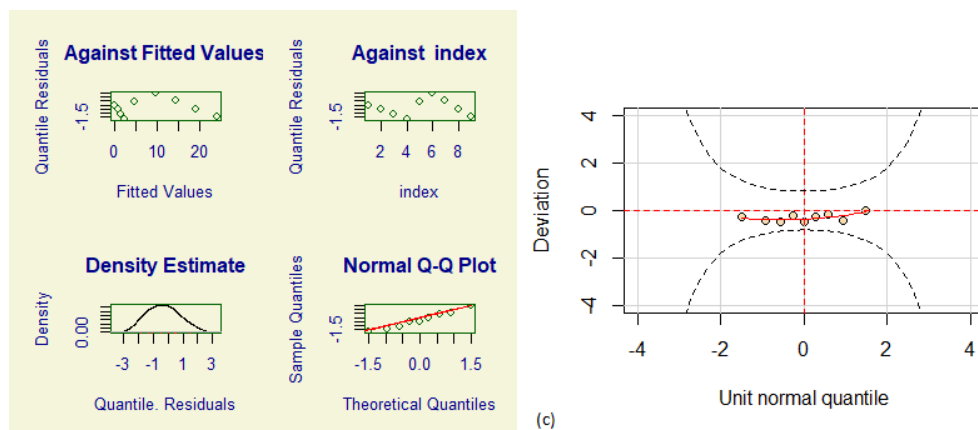 Against Fitted Values
Quantile Residuals
-1.5
0 10 20
Fitted Values
Against index
Quantile Residuals
-1.5
2 4 6 8
index
Density Estimate
Density
0.00
-3 -1 1 3
Quantile. Residuals
Normal Q-Q Plot
Sample Quantiles
-1.5
-1.5 0.0 1.5
Theoretical Quantiles
(c)
Deviation
4
2
0
-2
-4
-4 -2 0 2 4
Unit normal quantile